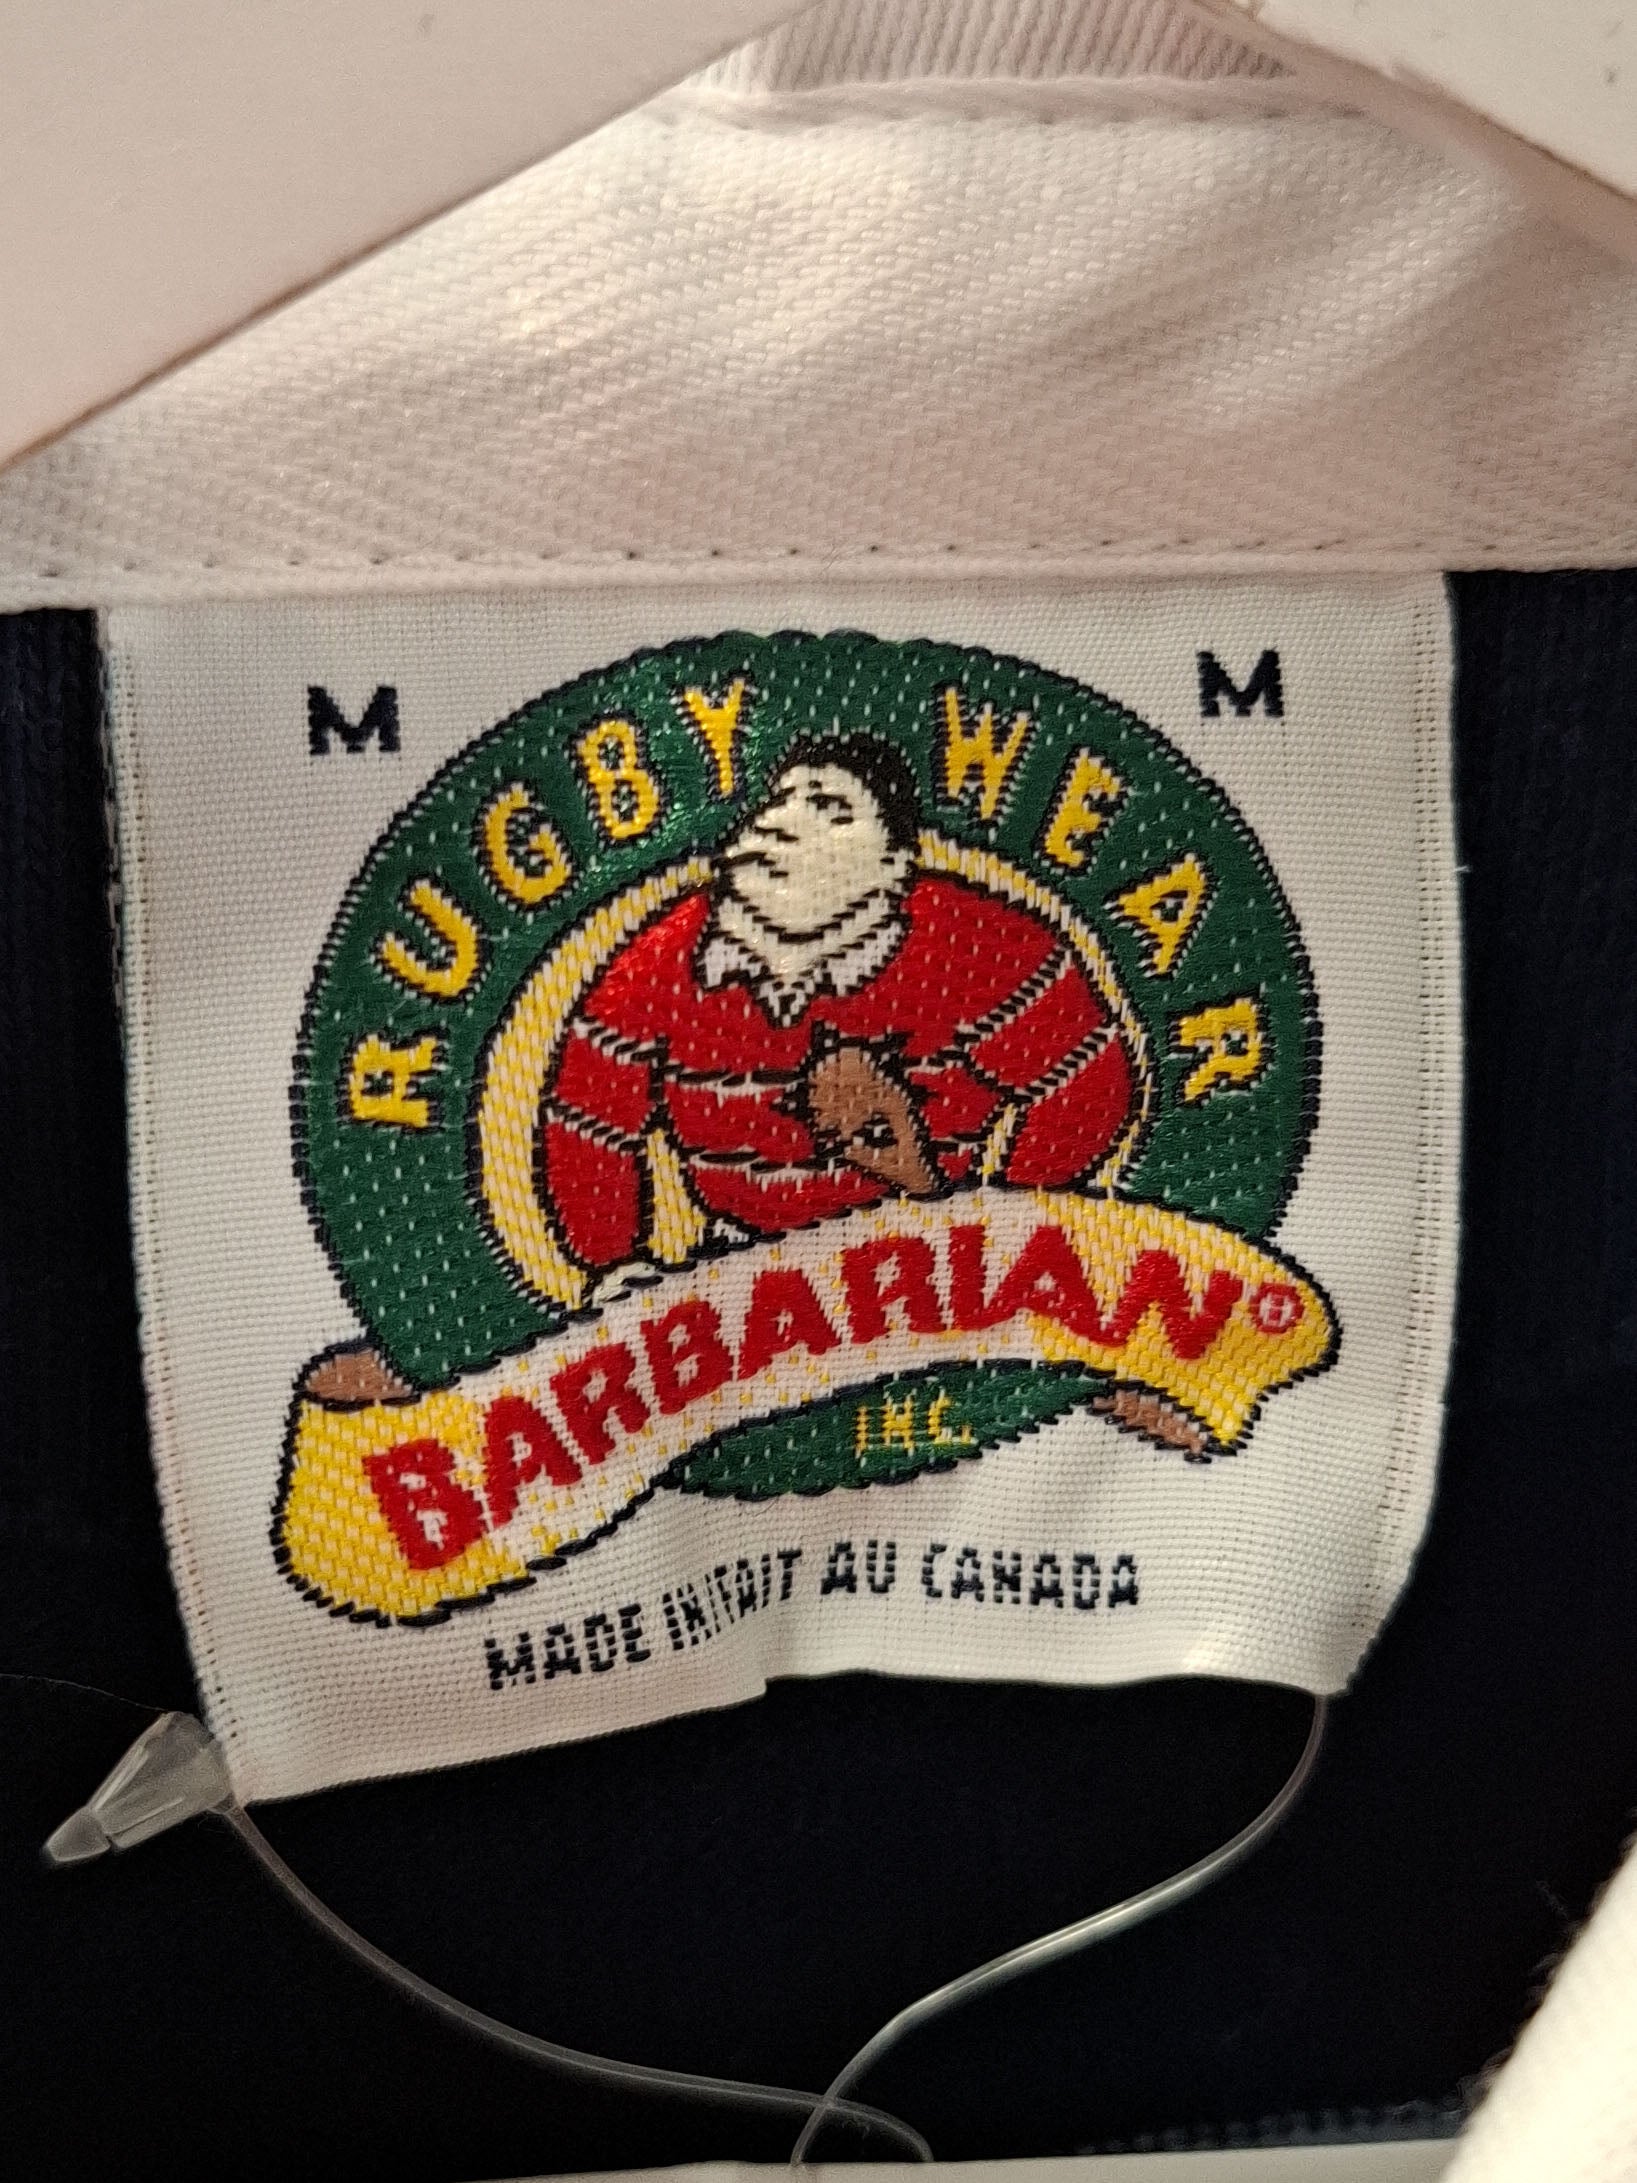 M M
RUGBY WEAR
BARBARIAN®
INC.
MADE IN/FAIT AU CANADA